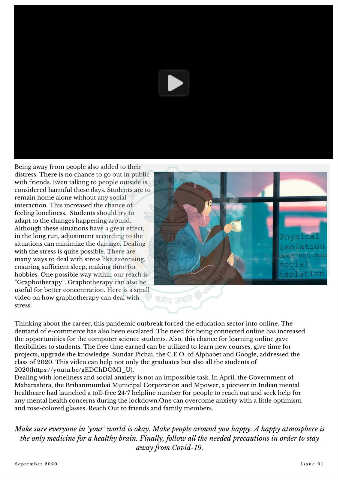 Being away from people also added to their
distress. There is no chance to go out in public
with friends. Even talking to people outside is
considered harmful these days. Students are to
remain home alone without any social
interaction. This increased the chance of
feeling loneliness. Students should try to
adapt to the changes happening around.
Although these situations have a great effect,
in the long run, adjustment according to the
situations can minimize the damage. Dealing
with the stress is quite possible. There are
many ways to deal with stress like exercising,
ensuring sufficient sleep, making time for
hobbies. One possible way within our reach is
"Graphotherapy". Graphotherapy can also be
useful for better concentration. Here is a small
video on how graphotherapy can deal with
stress.
Physical
isolation
social
isolation
Thinking about the career, this pandemic outbreak forced the education sector into online. The
demand of e-commerce has also been escalated. The need for being connected online has increased
the opportunities for the computer science students. Also, this chance for learning online gave
flexibilities to students. The free time earned can be utilized to learn new courses, give time for
projects, upgrade the knowledge. Sundar Pichai, the C.E.O. of Alphabet and Google, addressed the
class of 2020. This video can help not only the graduates but also all the students of
Dealing with loneliness and social anxiety is not an impossible task. In April, the Government of
Maharashtra, the Brihanmumbai Municipal Corporation and Mpower, a pioneer in Indian mental
healthcare had launched a toll-free 24*7 helpline number for people to reach out and seek help for
any mental health concerns during the lockdown.One can overcome anxiety with a little optimism
and rose-colored glasses. Reach Out to friends and family members.
Make sure everyone in 'your' world is okay. Make people around you happy. A happy atmosphere is
the only medicine for a healthy brain. Finally, follow all the needed precautions in order to stay
away from Covid-19.
September 2020